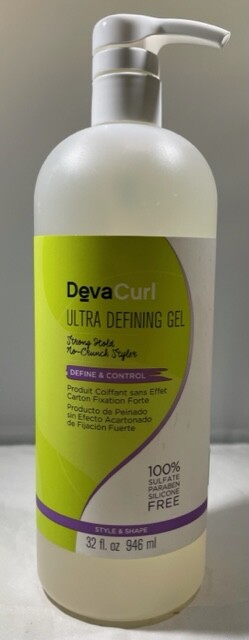 DevaCurl
ULTRA DEFINING GEL
Strong Hold
No-Crunch Styler
DEFINE & CONTROL
Produit Coiffant sans Effet
Carton Fixation Forte
Producto de Peinado
sin Efecto Acartonado
de Fijación Fuerte
100%
SULFATE
PARABEN
SILICONE
FREE
STYLE & SHAPE
32 fl. oz 946 ml